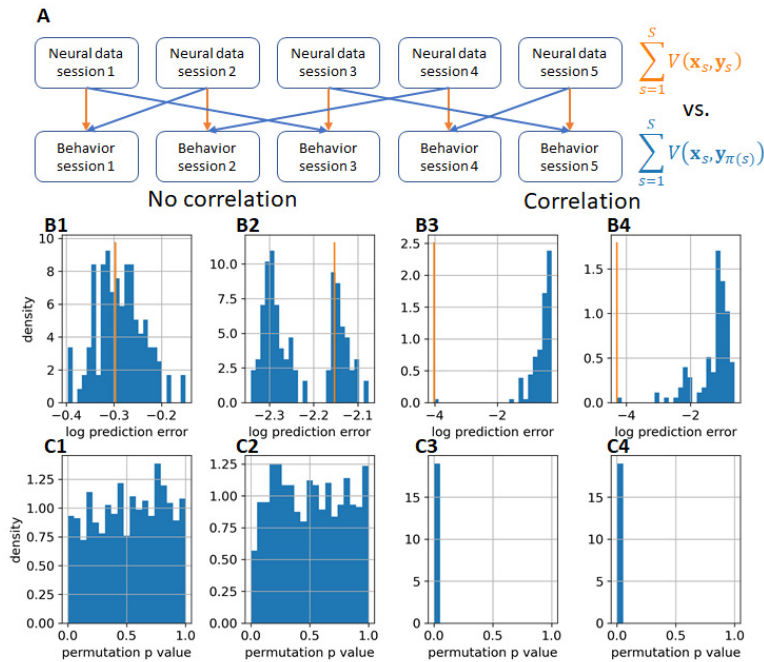 A
Neural data session 1
Neural data session 2
Neural data session 3
Neural data session 4
Neural data session 5
Behavior session 1
Behavior session 2
Behavior session 3
Behavior session 4
Behavior session 5
∑_{s=1}^{S} V(x_s, y_s)
vs.
∑_{s=1}^{S} V(x_s, y_{π(s)})
No correlation
Correlation
B1
density
10
8
6
4
2
0
−0.4 −0.3 −0.2
log prediction error
B2
10.0
7.5
5.0
2.5
0.0
−2.3 −2.2 −2.1
log prediction error
B3
2.5
2.0
1.5
1.0
0.5
0.0
−4 −2
log prediction error
B4
1.5
1.0
0.5
0.0
−4 −2
log prediction error
C1
density
1.25
1.00
0.75
0.50
0.25
0.00
0.0 0.5 1.0
permutation p value
C2
1.25
1.00
0.75
0.50
0.25
0.00
0.0 0.5 1.0
permutation p value
C3
15
10
5
0
0.0 0.5 1.0
permutation p value
C4
15
10
5
0
0.0 0.5 1.0
permutation p value